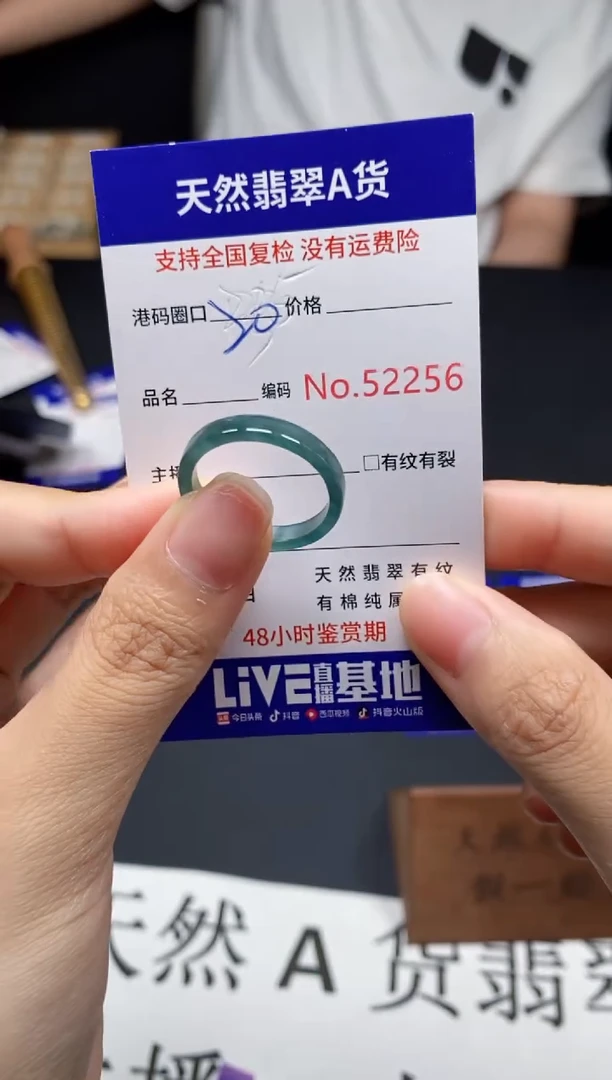 天然翡翠A货
支持全国复检 没有运费险
港码圈口 价格
品名 编码 No.52256
主播 □有纹有裂
天然翡翠有纹
有棉纯属
48小时鉴赏期
LiVE直播基地
今日头条 抖音 西瓜视频 抖音火山版
天然 A 货翡翠
播